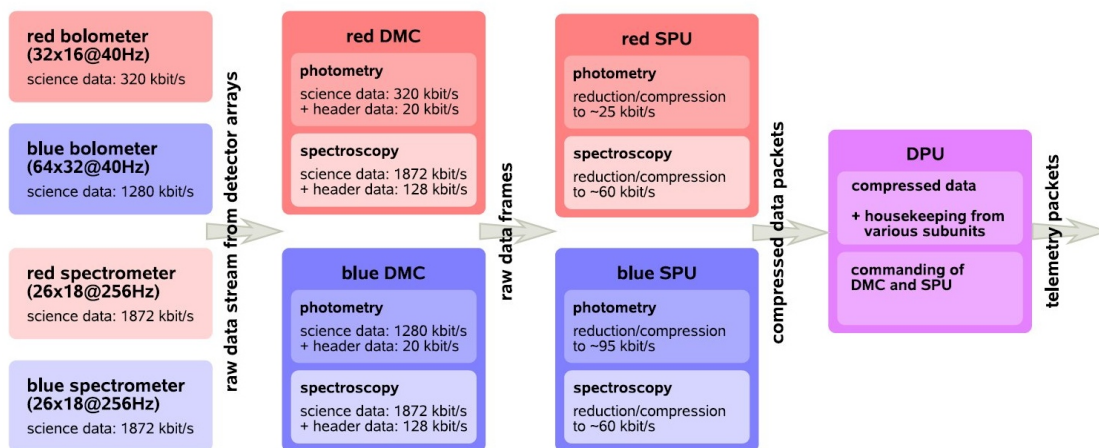 red bolometer
(32x16@40Hz)
science data: 320 kbit/s
blue bolometer
(64x32@40Hz)
science data: 1280 kbit/s
red spectrometer
(26x18@256Hz)
science data: 1872 kbit/s
blue spectrometer
(26x18@256Hz)
science data: 1872 kbit/s
raw data stream from detector arrays
red DMC
photometry
science data: 320 kbit/s
+ header data: 20 kbit/s
spectroscopy
science data: 1872 kbit/s
+ header data: 128 kbit/s
blue DMC
photometry
science data: 1280 kbit/s
+ header data: 20 kbit/s
spectroscopy
science data: 1872 kbit/s
+ header data: 128 kbit/s
raw data frames
red SPU
photometry
reduction/compression
to ~25 kbit/s
spectroscopy
reduction/compression
to ~60 kbit/s
blue SPU
photometry
reduction/compression
to ~95 kbit/s
spectroscopy
reduction/compression
to ~60 kbit/s
compressed data packets
DPU
compressed data
+ housekeeping from
various subunits
commanding of
DMC and SPU
telemetry packets